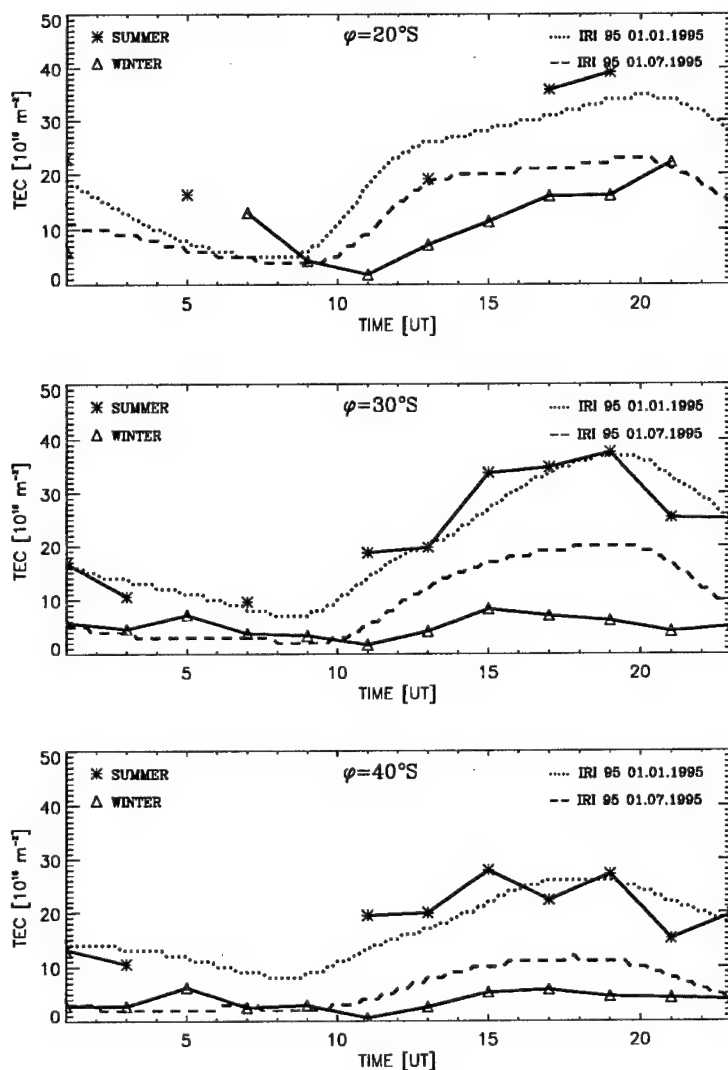 φ=20°S
✳ SUMMER
△ WINTER
IRI 95 01.01.1995
IRI 95 01.07.1995
TEC [10¹⁶ m⁻²]
50
40
30
20
10
0
5 10 15 20
TIME [UT]
φ=30°S
✳ SUMMER
△ WINTER
IRI 95 01.01.1995
IRI 95 01.07.1995
TEC [10¹⁶ m⁻²]
50
40
30
20
10
0
5 10 15 20
TIME [UT]
φ=40°S
✳ SUMMER
△ WINTER
IRI 95 01.01.1995
IRI 95 01.07.1995
TEC [10¹⁶ m⁻²]
50
40
30
20
10
0
5 10 15 20
TIME [UT]